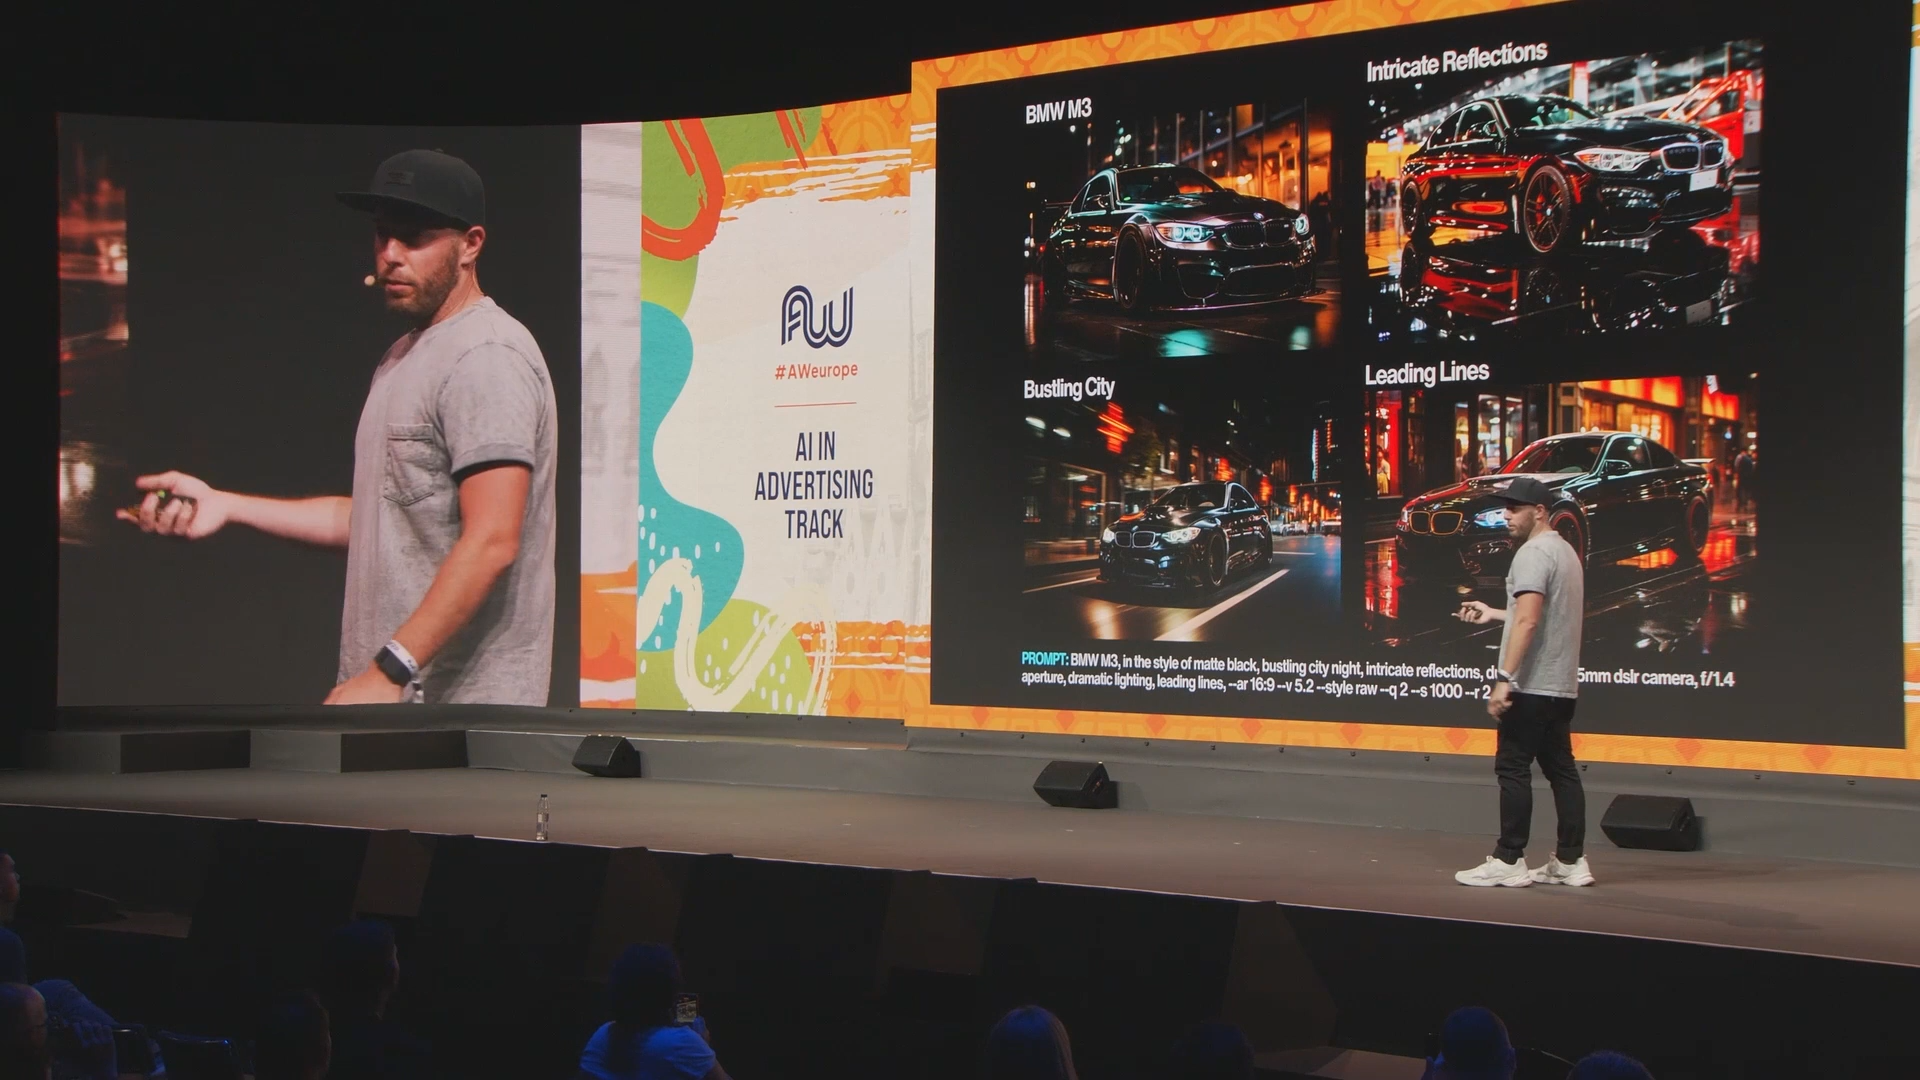 AW
#AWeurope
AI IN
ADVERTISING
TRACK
BMW M3
Intricate Reflections
Bustling City
Leading Lines
PROMPT: BMW M3, in the style of matte black, bustling city night, intricate reflections, 5mm dslr camera, f/1.4
aperture, dramatic lighting, leading lines, --ar 16:9 --v 5.2 --style raw --q 2 --s 1000 --r 2